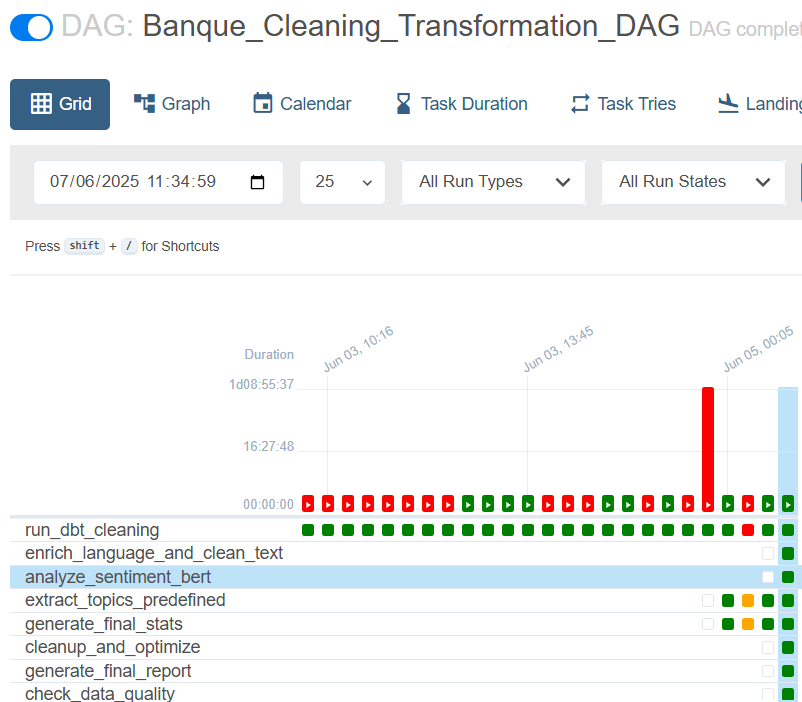 DAG: Banque_Cleaning_Transformation_DAG DAG complet
Grid Graph Calendar Task Duration Task Tries Landing
07/06/2025 11:34:59 25 All Run Types All Run States
Press shift + / for Shortcuts
Jun 03, 10:16 Jun 03, 13:45 Jun 05, 00:05
Duration
1d08:55:37
16:27:48
00:00:00
run_dbt_cleaning
enrich_language_and_clean_text
analyze_sentiment_bert
extract_topics_predefined
generate_final_stats
cleanup_and_optimize
generate_final_report
check_data_quality